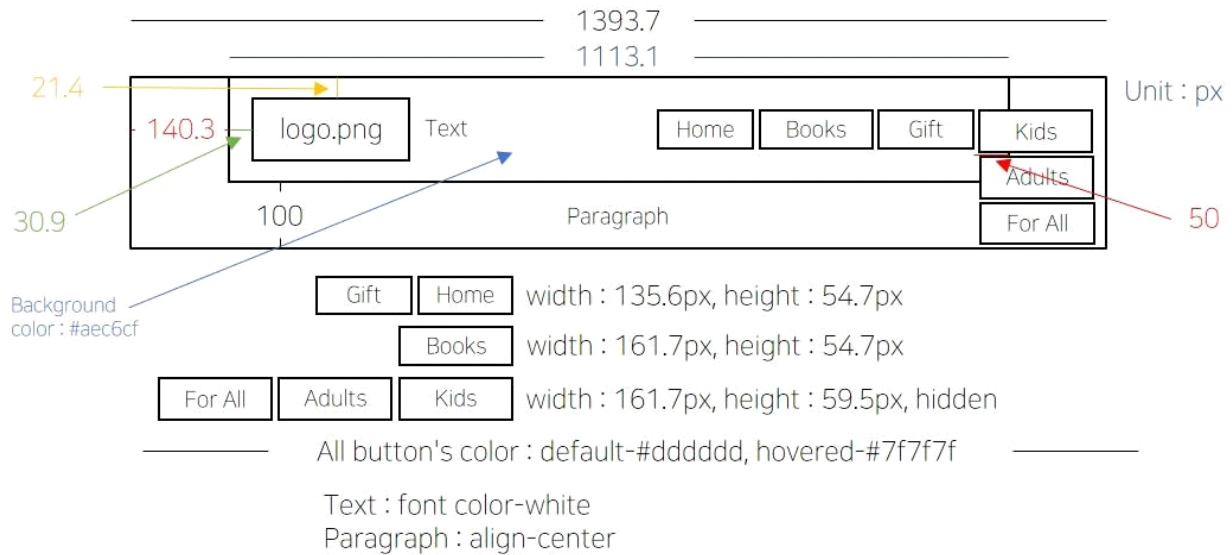 1393.7
1113.1
21.4
Unit : px
140.3
logo.png
Text
Home
Books
Gift
Kids
Adults
For All
30.9
100
Paragraph
50
Background
color : #aec6cf
Gift
Home
width : 135.6px, height : 54.7px
Books
width : 161.7px, height : 54.7px
For All
Adults
Kids
width : 161.7px, height : 59.5px, hidden
All button's color : default-#dddddd, hovered-#7f7f7f
Text : font color-white
Paragraph : align-center